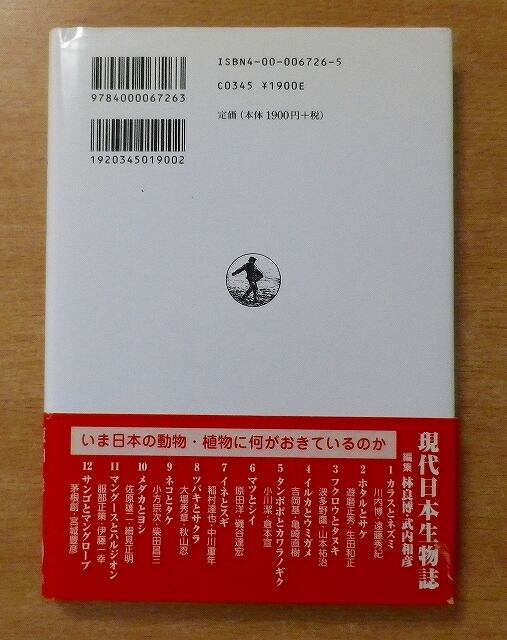 ISBN4-00-006726-5
C0345 ¥1900E
定価（本体 1900円＋税）
9784000067263
1920345019002
いま日本の動物・植物に何がおきているのか
現代日本生物誌
編集 林良博・武内和彦
1 カラスとネズミ
川内博・遠藤秀紀
2 ホタルとサケ
遊磨正秀・生田和正
3 フクロウとタヌキ
波多野鷹・山本祐治
4 イルカとウミガメ
吉岡基・亀崎直樹
5 タンポポとカワラノギク
小川潔・倉本宣
6 マツとシイ
原田洋・磯谷達宏
7 イネとスギ
稲村達也・中川重年
8 ツバキとサクラ
大場秀章・秋山忍
9 ネコとタケ
小方宗次・柴田昌三
10 メダカとヨシ
佐原雄二・細見正明
11 マングースとハルジオン
服部正策・伊藤一幸
12 サンゴとマングローブ
茅根創・宮城豊彦